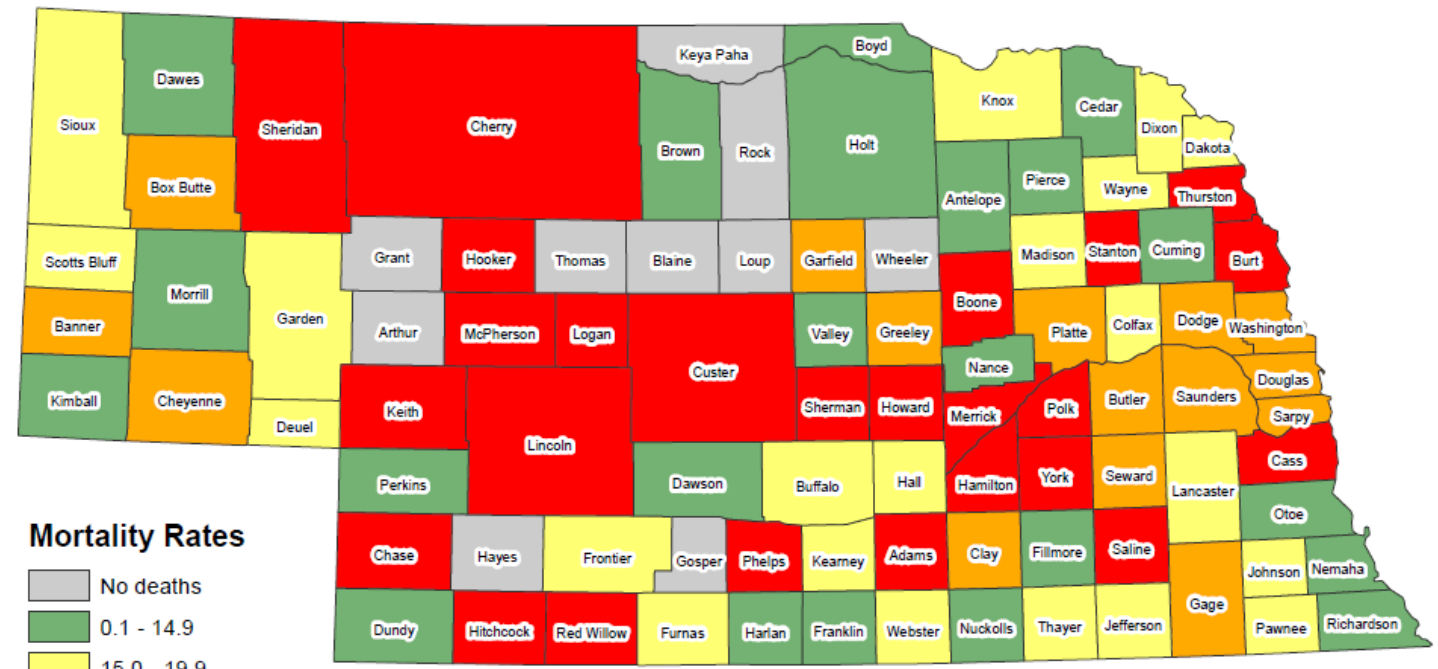 Keya Paha
Boyd
Dawes
Knox
Cedar
Sioux
Sheridan
Cherry
Dixon
Holt
Dakota
Brown
Rock
Box Butte
Pierce
Wayne
Antelope
Thurston
Scotts Bluff
Grant
Hooker
Thomas
Blaine
Loup
Garfield
Wheeler
Madison
Stanton
Cuming
Burt
Morrill
Boone
Banner
Garden
Arthur
McPherson
Logan
Valley
Greeley
Platte
Colfax
Dodge
Washington
Custer
Nance
Kimball
Cheyenne
Keith
Sherman
Howard
Merrick
Polk
Butler
Saunders
Douglas
Sarpy
Deuel
Lincoln
Cass
Perkins
Dawson
Buffalo
Hall
Hamilton
York
Seward
Lancaster
Otoe
Mortality Rates
Chase
Hayes
Frontier
Gosper
Phelps
Kearney
Adams
Clay
Fillmore
Saline
Johnson
Nemaha
No deaths
Gage
0.1 - 14.9
Dundy
Hitchcock
Red Willow
Furnas
Harlan
Franklin
Webster
Nuckolls
Thayer
Jefferson
Pawnee
Richardson
15.0 - 19.9